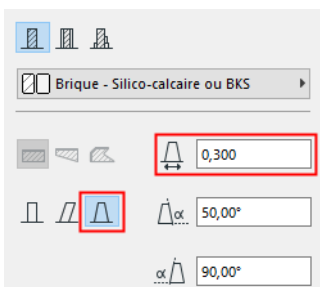 Brique - Silico-calcaire ou BKS
0,300
α
50,00°
α
90,00°